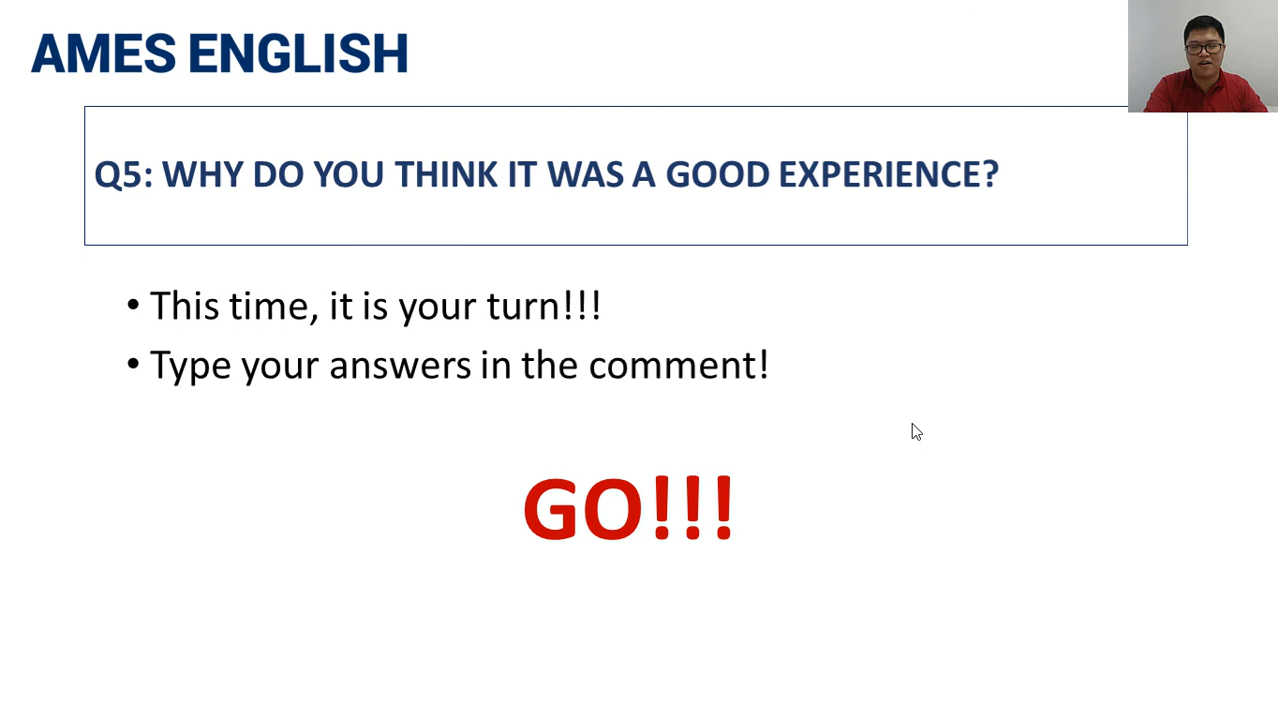 AMES ENGLISH
Q5: WHY DO YOU THINK IT WAS A GOOD EXPERIENCE?
• This time, it is your turn!!!
• Type your answers in the comment!
GO!!!